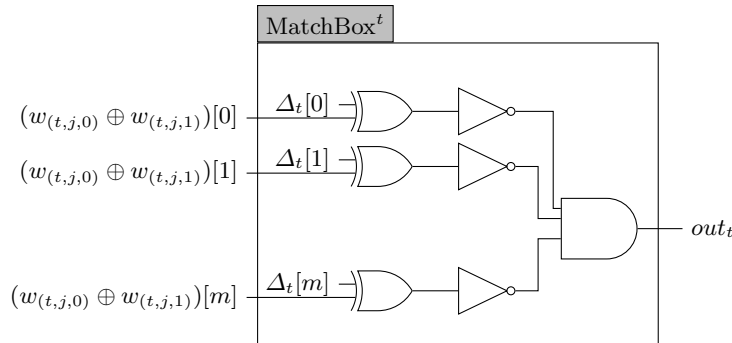 MatchBox^t
Δ_t[0]
(w_(t,j,0) ⊕ w_(t,j,1))[0]
Δ_t[1]
(w_(t,j,0) ⊕ w_(t,j,1))[1]
out_t
Δ_t[m]
(w_(t,j,0) ⊕ w_(t,j,1))[m]